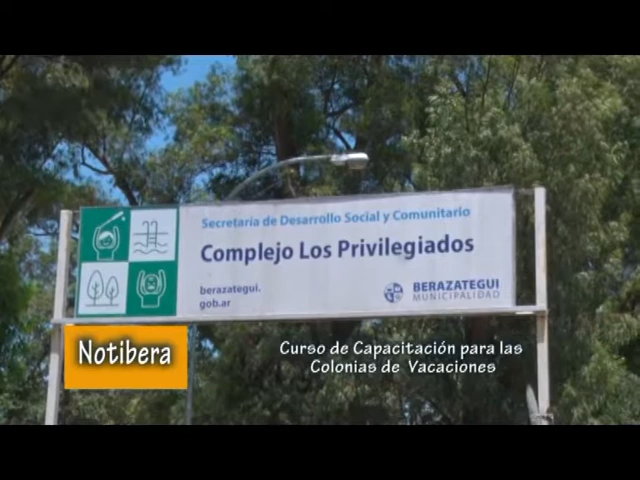 Secretaría de Desarrollo Social y Comunitario
Complejo Los Privilegiados
berazategui.
gob.ar
BERAZATEGUI
MUNICIPALIDAD
Notibera
Curso de Capacitación para las
Colonias de Vacaciones